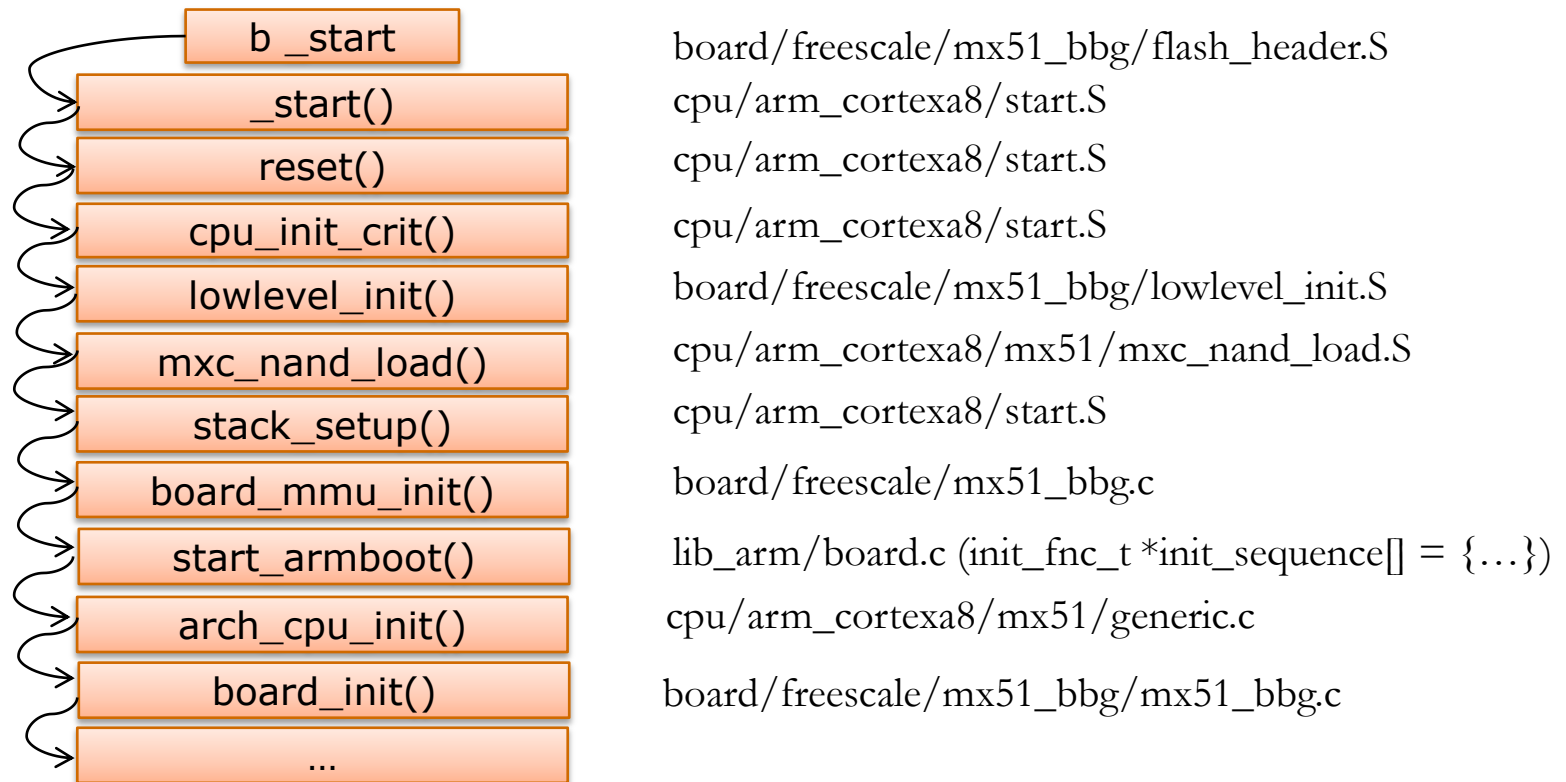 b _start board/freescale/mx51_bbg/flash_header.S
_start() cpu/arm_cortexa8/start.S
reset() cpu/arm_cortexa8/start.S
cpu_init_crit() cpu/arm_cortexa8/start.S
lowlevel_init() board/freescale/mx51_bbg/lowlevel_init.S
mxc_nand_load() cpu/arm_cortexa8/mx51/mxc_nand_load.S
stack_setup() cpu/arm_cortexa8/start.S
board_mmu_init() board/freescale/mx51_bbg.c
start_armboot() lib_arm/board.c (init_fnc_t *init_sequence[] = {…})
arch_cpu_init() cpu/arm_cortexa8/mx51/generic.c
board_init() board/freescale/mx51_bbg/mx51_bbg.c
…